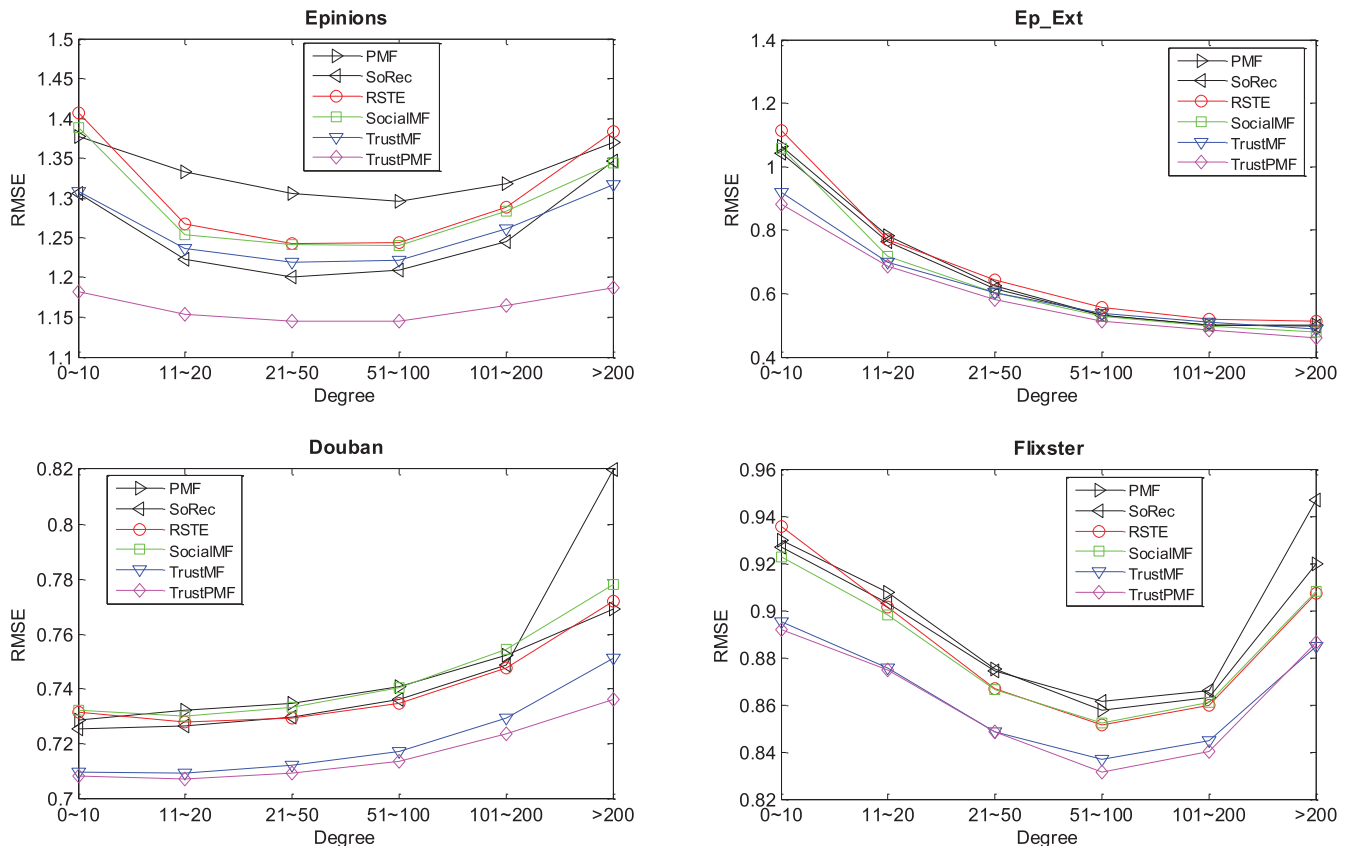 Epinions
1.5
1.45
1.4
1.35
1.3
1.25
1.2
1.15
1.1
RMSE
PMF
SoRec
RSTE
SocialMF
TrustMF
TrustPMF
0~10 11~20 21~50 51~100 101~200 >200
Degree
Ep_Ext
1.4
1.2
1
0.8
0.6
0.4
RMSE
PMF
SoRec
RSTE
SocialMF
TrustMF
TrustPMF
0~10 11~20 21~50 51~100 101~200 >200
Degree
Douban
0.82
0.8
0.78
0.76
0.74
0.72
0.7
RMSE
PMF
SoRec
RSTE
SocialMF
TrustMF
TrustPMF
0~10 11~20 21~50 51~100 101~200 >200
Degree
Flixster
0.96
0.94
0.92
0.9
0.88
0.86
0.84
0.82
RMSE
PMF
SoRec
RSTE
SocialMF
TrustMF
TrustPMF
0~10 11~20 21~50 51~100 101~200 >200
Degree